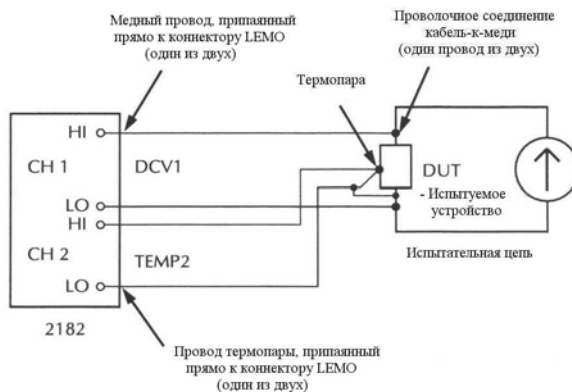 Медный провод, припаянный
прямо к коннектору LEMO
(один из двух)
Проволочное соединение
кабель-к-меди
(один провод из двух)
Термопара
HI
CH 1
DCV1
DUT
- Испытуемое
устройство
LO
HI
Испытательная цепь
CH 2
TEMP2
LO
2182
Провод термопары, припаянный
прямо к коннектору LEMO
(один из двух)